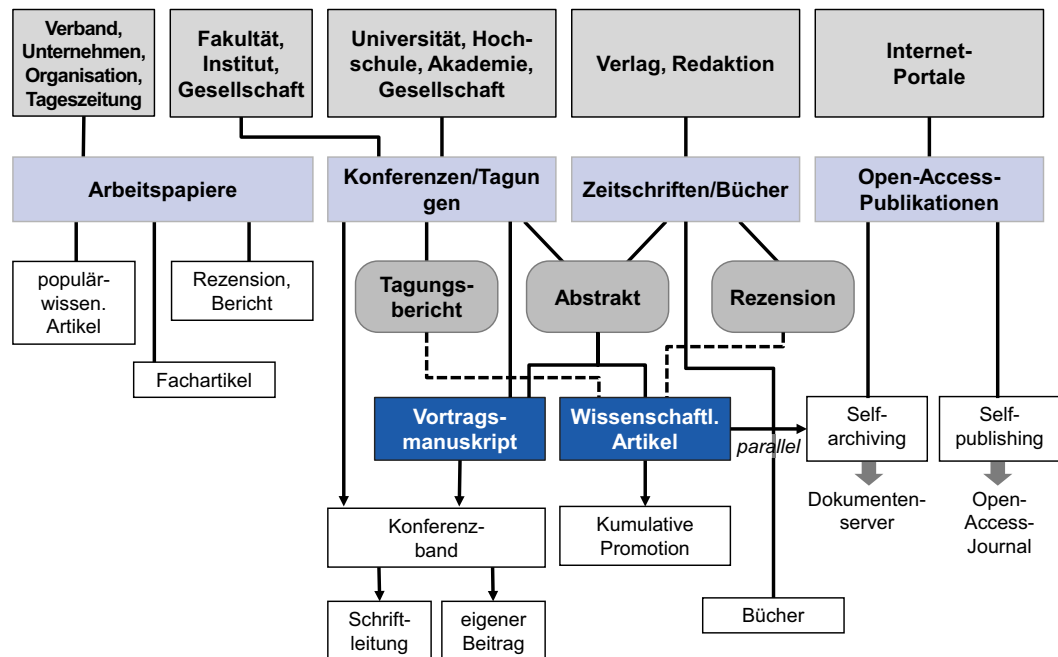 Verband,
Unternehmen,
Organisation,
Tageszeitung
Fakultät,
Institut,
Gesellschaft
Universität, Hoch-
schule, Akademie,
Gesellschaft
Verlag, Redaktion
Internet-
Portale
Arbeitspapiere
Konferenzen/Tagun
gen
Zeitschriften/Bücher
Open-Access-
Publikationen
populär-
wissen.
Artikel
Rezension,
Bericht
Fachartikel
Tagungs-
bericht
Abstrakt
Rezension
Vortrags-
manuskript
Wissenschaftl.
Artikel
parallel
Self-
archiving
Self-
publishing
Dokumenten-
server
Open-
Access-
Journal
Konferenz-
band
Kumulative
Promotion
Schrift-
leitung
eigener
Beitrag
Bücher